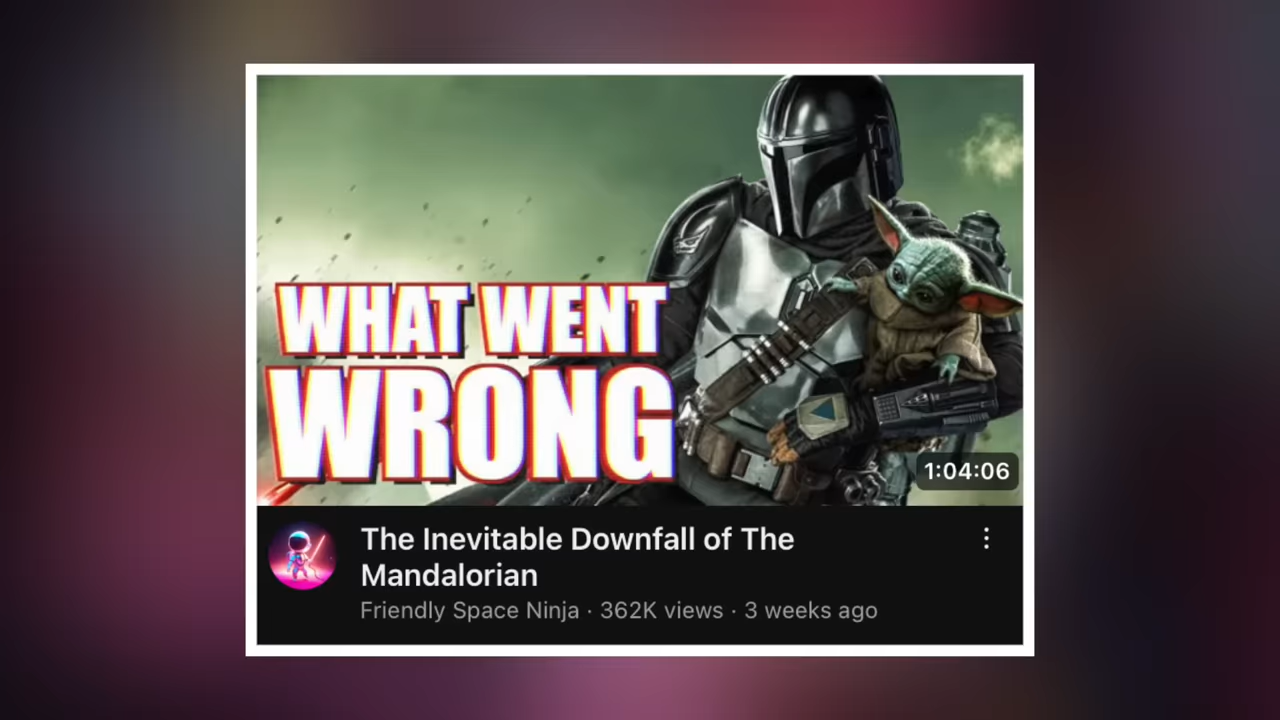 WHAT WENT
WRONG
1:04:06
The Inevitable Downfall of The
Mandalorian
Friendly Space Ninja · 362K views · 3 weeks ago